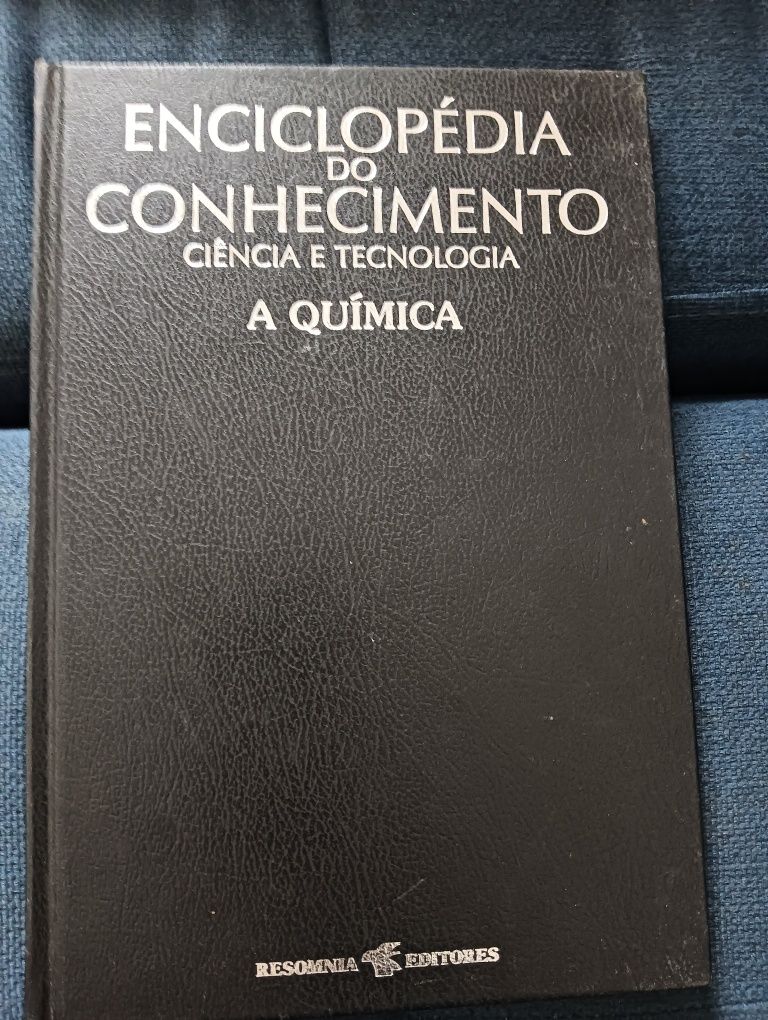 ENCICLOPÉDIA
DO
CONHECIMENTO
CIÊNCIA E TECNOLOGIA
A QUÍMICA
RESOMNIA EDITORES